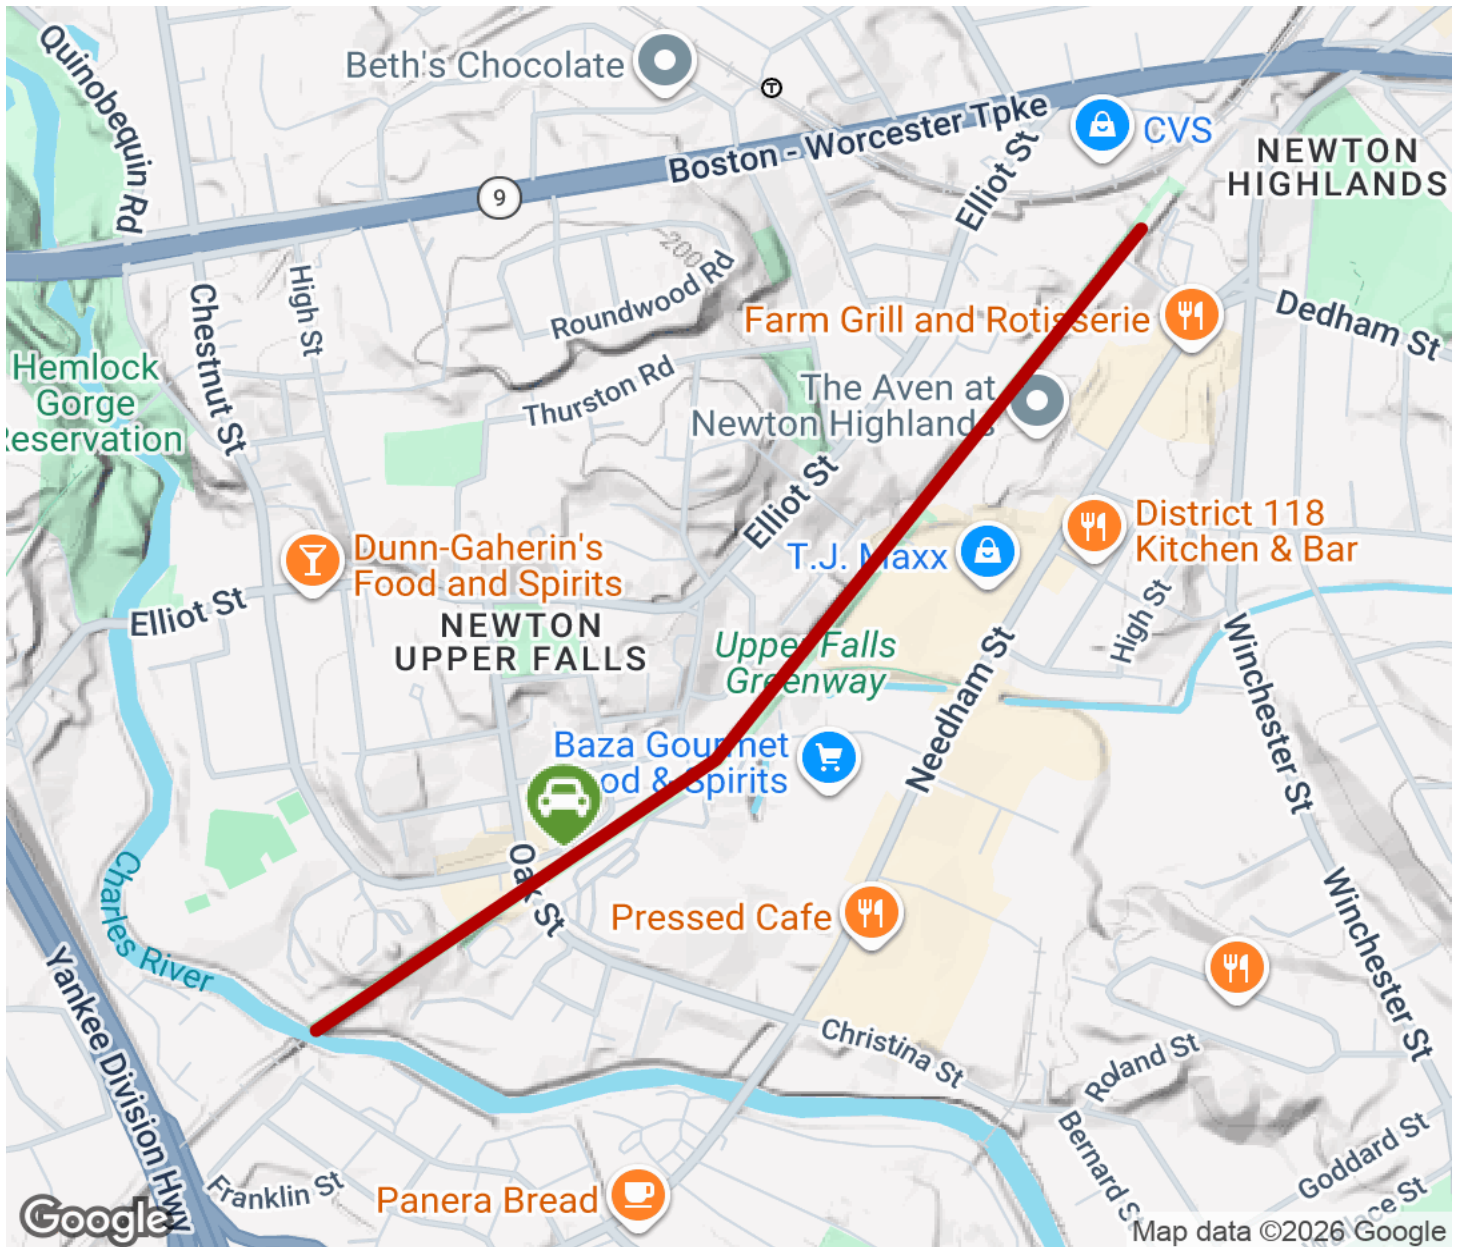 Quinobequin Rd
Beth's Chocolate
T
Boston - Worcester Tpke
CVS
NEWTON
HIGHLANDS
9
Elliot St
200
Roundwood Rd
High St
Chestnut St
Farm Grill and Rotisserie
Dedham St
Hemlock
Gorge
Reservation
Thurston Rd
The Aven at
Newton Highlands
Elliot St
District 118
Kitchen & Bar
T.J. Maxx
Dunn-Gaherin's
Food and Spirits
Elliot St
NEWTON
UPPER FALLS
High St
Upper Falls
Greenway
Needham St
Winchester St
Baza Gourmet
ood & Spirits
Oak St
Charles River
Pressed Cafe
Winchester St
Yankee Division Hwy
Christina St
Roland St
Bernard St
Goddard St
Franklin St
Panera Bread
Google
Map data ©2026 Google